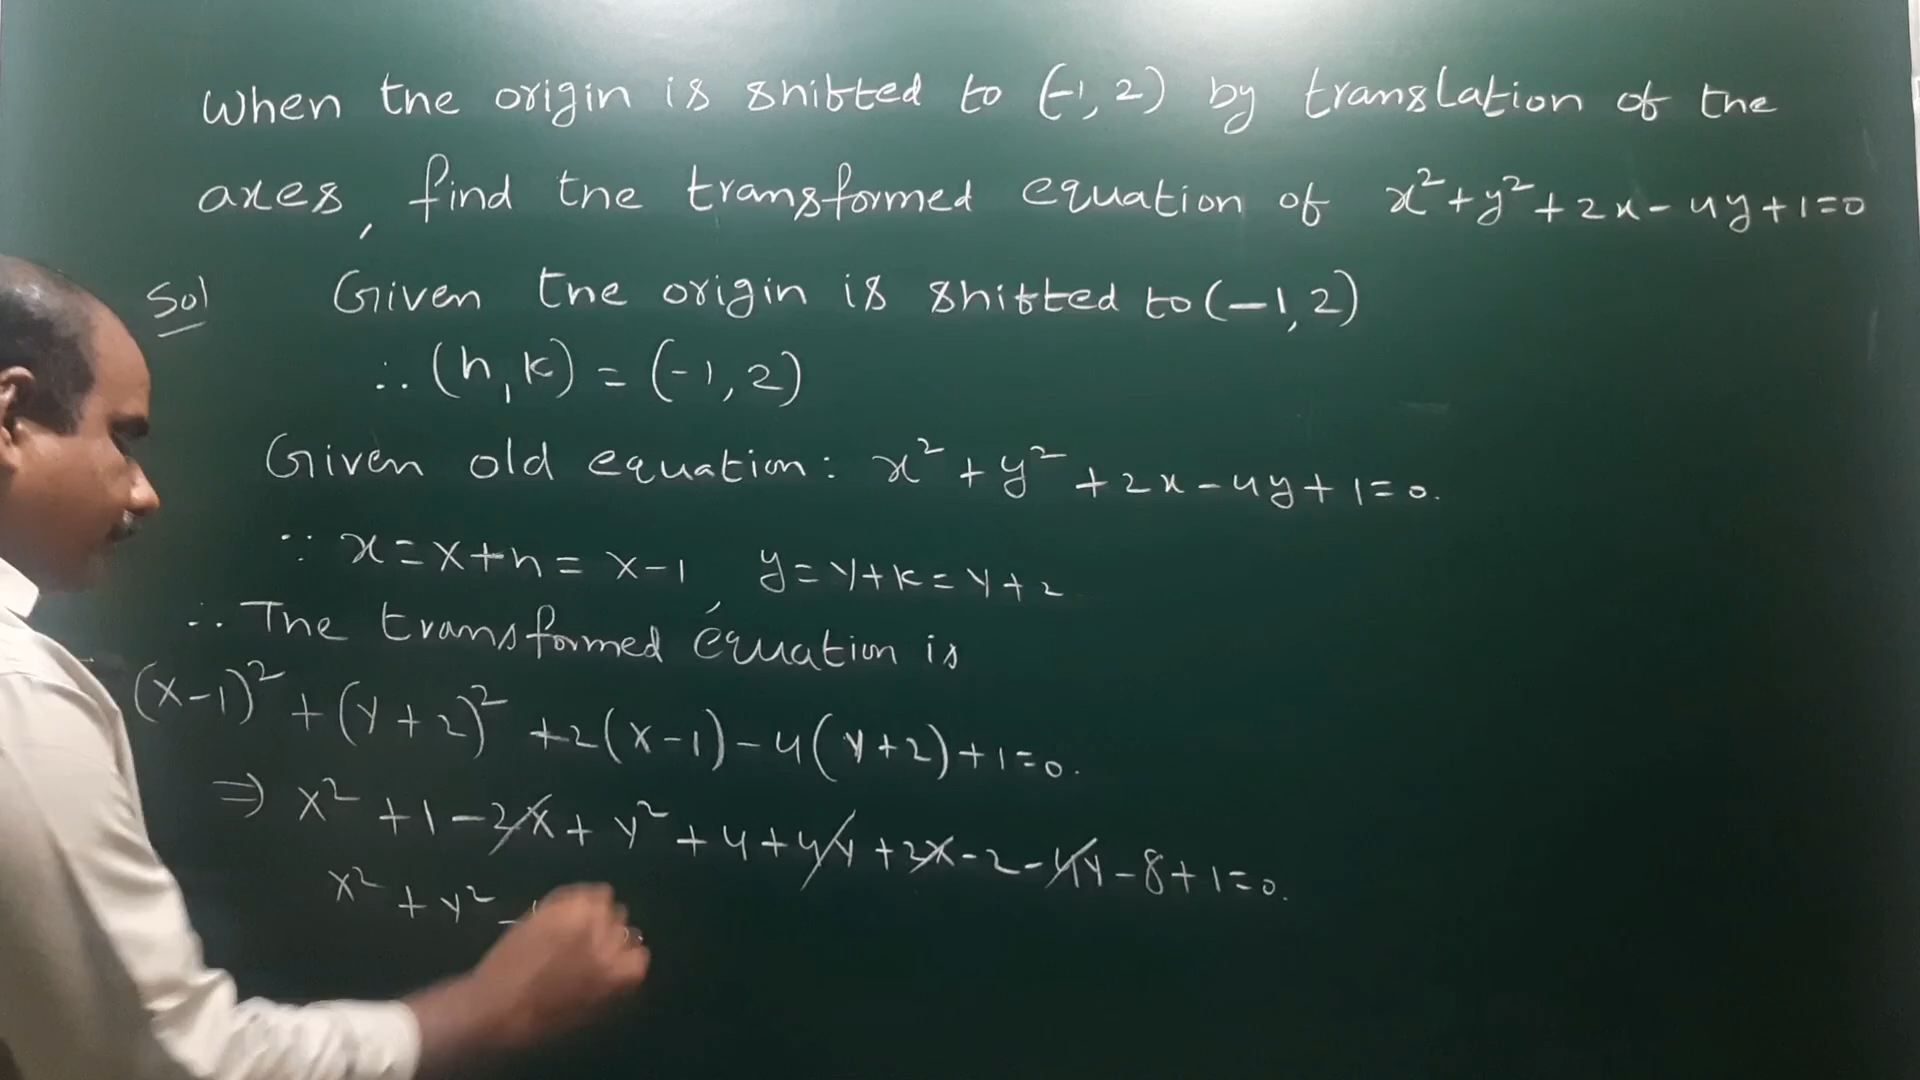 When the origin is shifted to (-1, 2) by translation of the
axes, find the transformed equation of x²+y²+2x-4y+1=0
Sol Given the origin is shifted to (-1, 2)
∴ (h, k) = (-1, 2)
Given old equation: x²+y²+2x-4y+1=0.
∵ x=X+h=X-1, y=Y+k=Y+2
∴ The transformed equation is
(X-1)²+(Y+2)²+2(X-1)-4(Y+2)+1=0.
⇒ X²+1-2X+Y²+4+4Y+2X-2-4Y-8+1=0.
X²+Y²-